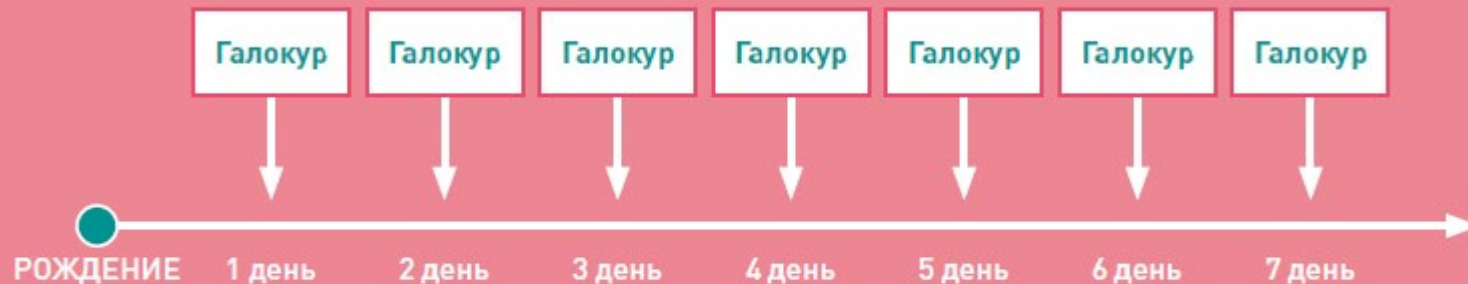 Галокур Галокур Галокур Галокур Галокур Галокур Галокур
РОЖДЕНИЕ 1 день 2 день 3 день 4 день 5 день 6 день 7 день